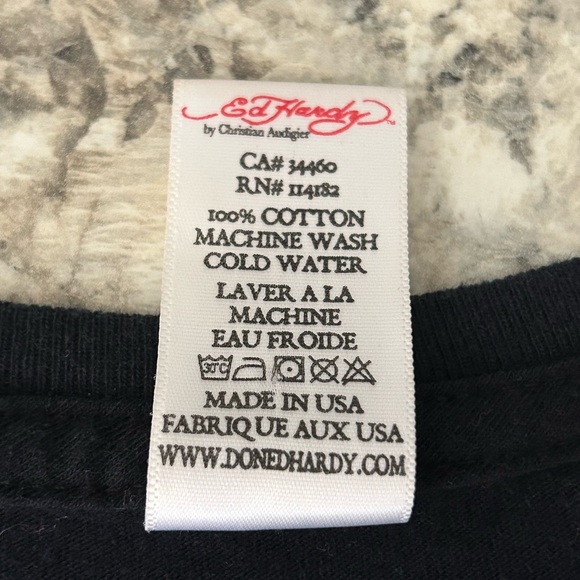 Ed Hardy™
by Christian Audigier
CA# 34460
RN# 114182
100% COTTON
MACHINE WASH
COLD WATER
LAVER A LA
MACHINE
EAU FROIDE
30°C
MADE IN USA
FABRIQUE AUX USA
WWW.DONEDHARDY.COM